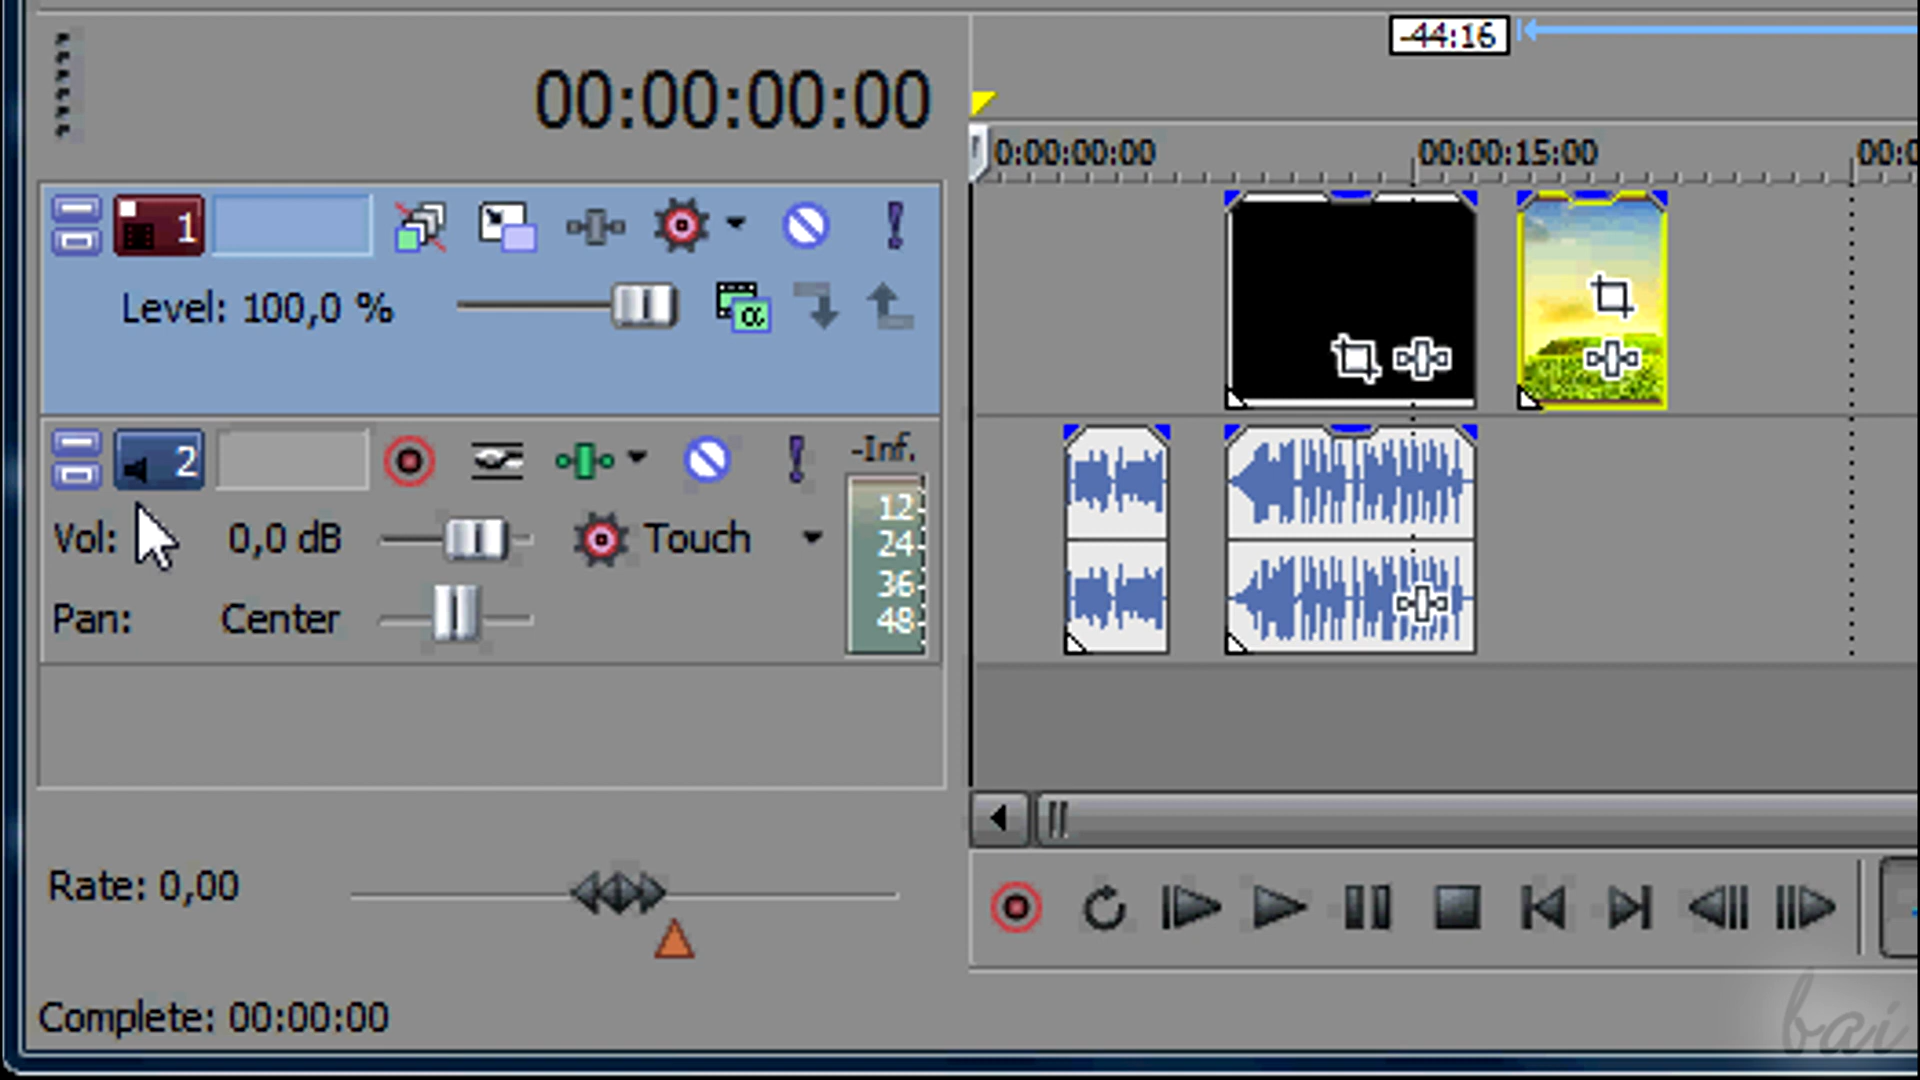 -44:16
00:00:00:00
0:00:00:00 00:00:15:00 00:0
1
Level: 100,0 %
α
2 -Inf.
12
Vol: 0,0 dB Touch 24
36
Pan: Center 48
Rate: 0,00
Complete: 00:00:00
bai